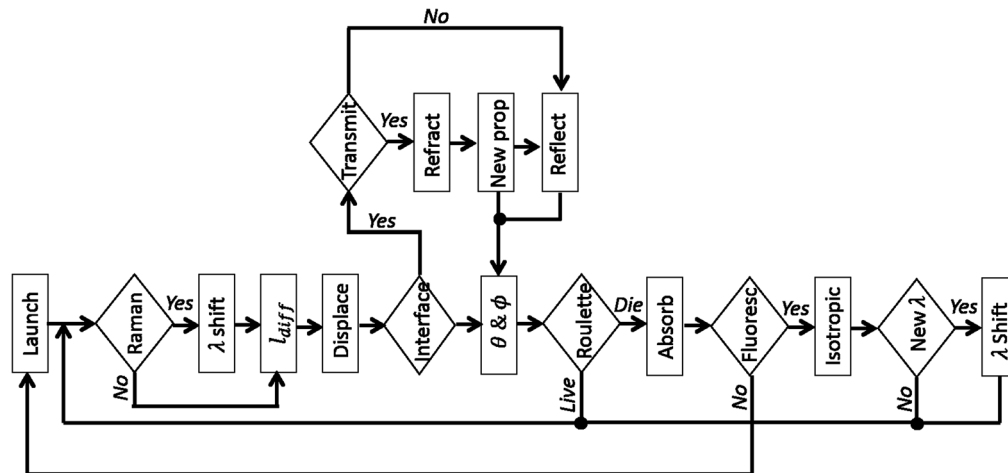 No
Transmit
Yes
Refract
New prop
Reflect
Yes
Launch
Raman
Yes
λ shift
l_diff
Displace
Interface
θ & ϕ
Roulette
Die
Absorb
Fluoresc
Yes
Isotropic
New λ
Yes
λ Shift
No
Live
No
No